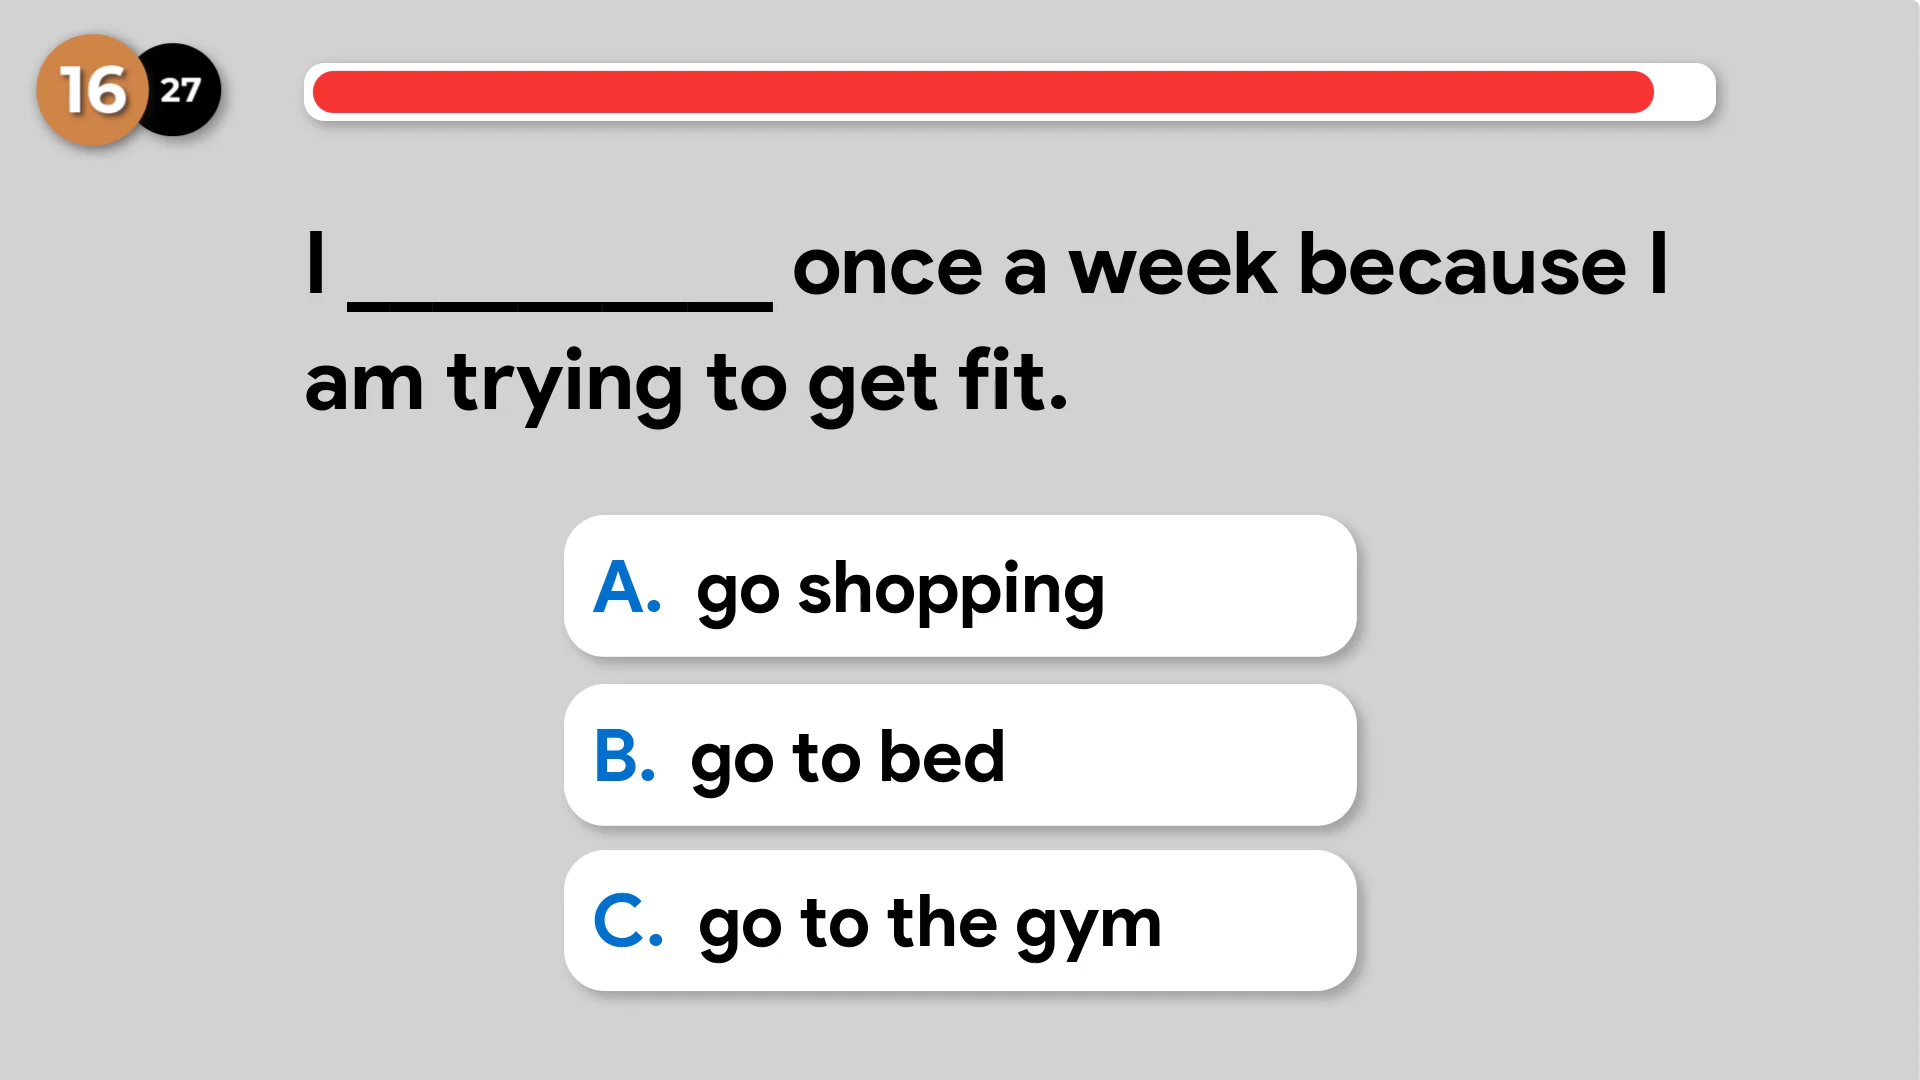 16 27
I __________ once a week because I
am trying to get fit.
A. go shopping
B. go to bed
C. go to the gym